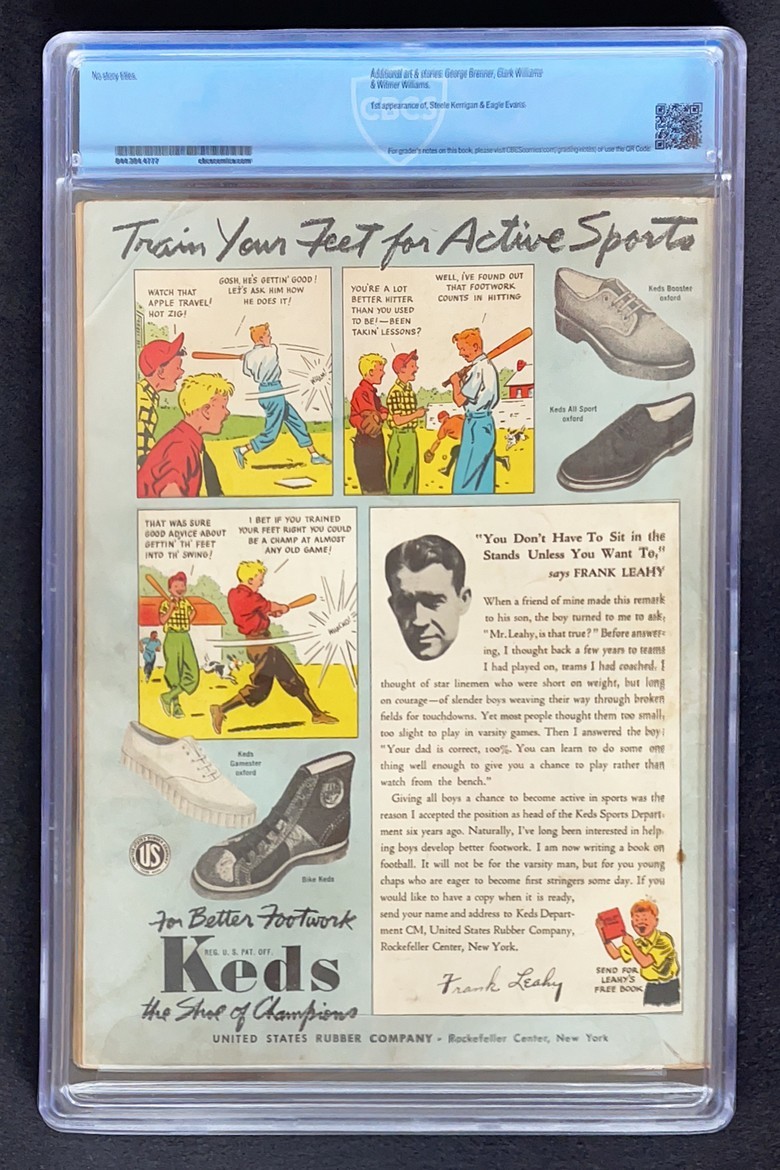 No story titles.
Additional art & stories: George Brenner, Clark Williams
& Wilmer Williams.
1st appearance of, Steele Kerrigan & Eagle Evans.
CBCS
cbcscomics.com
For grader's notes on this book, please visit CBCScomics.com/grading-notes/ or use the QR Code
Train Your Feet for Active Sports
WATCH THAT
APPLE TRAVEL!
HOT ZIG!
GOSH, HE'S GETTIN' GOOD!
LET'S ASK HIM HOW
HE DOES IT!
YOU'RE A LOT
BETTER HITTER
THAN YOU USED
TO BE!—BEEN
TAKIN' LESSONS?
WELL, I'VE FOUND OUT
THAT FOOTWORK
COUNTS IN HITTING
Keds Booster
oxford
Keds All Sport
oxford
THAT WAS SURE
GOOD ADVICE ABOUT
GETTIN' TH' FEET
INTO TH' SWING!
I BET IF YOU TRAINED
YOUR FEET RIGHT YOU COULD
BE A CHAMP AT ALMOST
ANY OLD GAME!
"You Don't Have To Sit in the
Stands Unless You Want To,"
says FRANK LEAHY
When a friend of mine made this remark
to his son, the boy turned to me to ask,
"Mr. Leahy, is that true?" Before answer-
ing, I thought back a few years to teams
I had played on, teams I had coached. I
thought of star linemen who were short on weight, but long
on courage—of slender boys weaving their way through broken
fields for touchdowns. Yet most people thought them too small,
too slight to play in varsity games. Then I answered the boy:
"Your dad is correct, 100%. You can learn to do some one
thing well enough to give you a chance to play rather than
watch from the bench."
Giving all boys a chance to become active in sports was the
reason I accepted the position as head of the Keds Sports Depart-
ment six years ago. Naturally, I've long been interested in help-
ing boys develop better footwork. I am now writing a book on
football. It will not be for the varsity man, but for you young
chaps who are eager to become first stringers some day. If you
would like to have a copy when it is ready,
send your name and address to Keds Depart-
ment CM, United States Rubber Company,
Rockefeller Center, New York.
Frank Leahy
SEND FOR
LEAHY'S
FREE BOOK
Keds
Gamester
oxford
US
Bike Keds
For Better Footwork
REG. U. S. PAT. OFF.
Keds
the Shoe of Champions
UNITED STATES RUBBER COMPANY - Rockefeller Center, New York